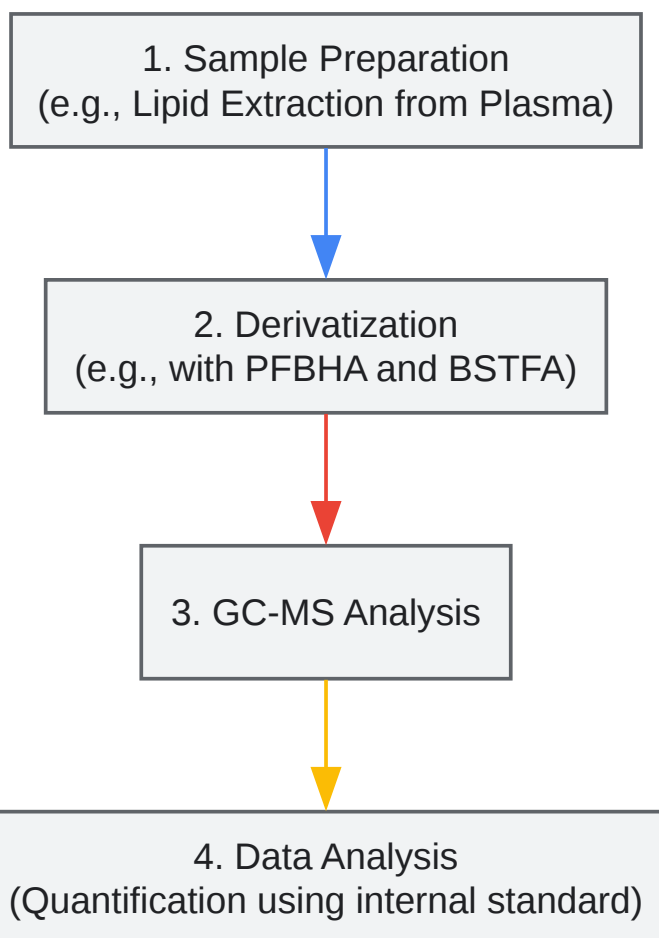 1. Sample Preparation
(e.g., Lipid Extraction from Plasma)
2. Derivatization
(e.g., with PFBHA and BSTFA)
3. GC-MS Analysis
4. Data Analysis
(Quantification using internal standard)